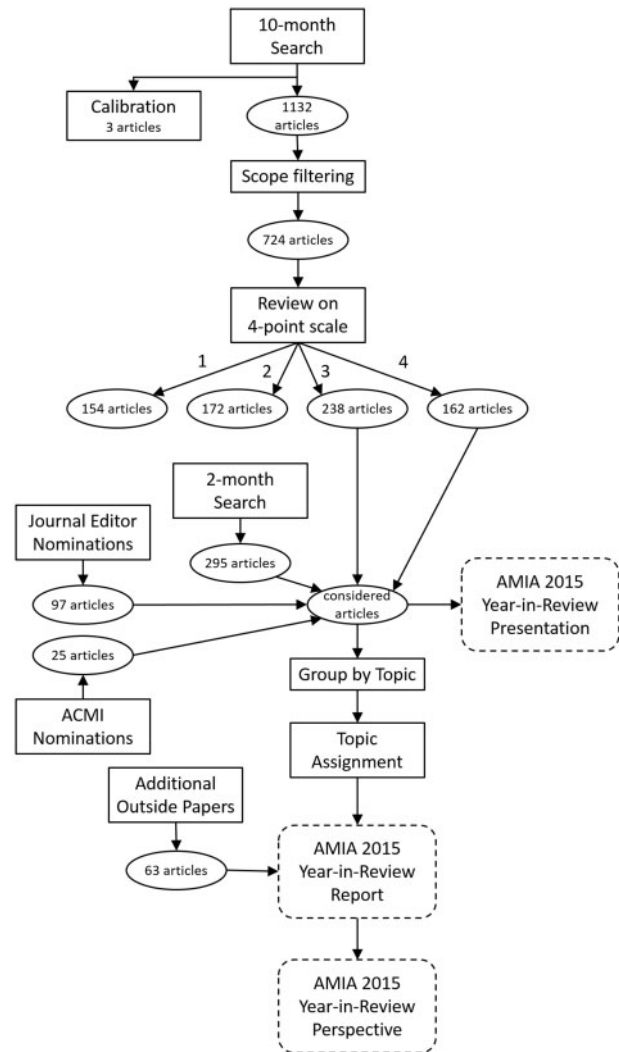 10-month
Search
Calibration
3 articles
1132
articles
Scope filtering
724 articles
Review on
4-point scale
1
2
3
4
154 articles
172 articles
238 articles
162 articles
2-month
Search
Journal Editor
Nominations
295 articles
97 articles
considered
articles
AMIA 2015
Year-in-Review
Presentation
25 articles
Group by Topic
ACMI
Nominations
Topic
Assignment
Additional
Outside Papers
63 articles
AMIA 2015
Year-in-Review
Report
AMIA 2015
Year-in-Review
Perspective